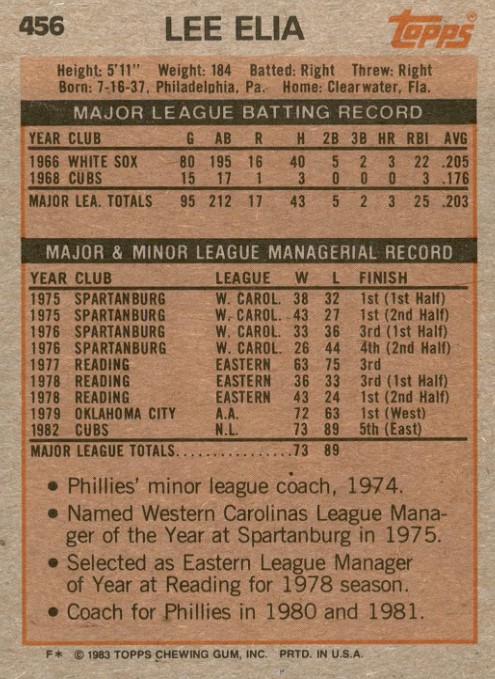 456 LEE ELIA Topps®
Height: 5'11" Weight: 184 Batted: Right Threw: Right
Born: 7-16-37, Philadelphia, Pa. Home: Clearwater, Fla.
MAJOR LEAGUE BATTING RECORD
YEAR CLUB G AB R H 2B 3B HR RBI AVG
1966 WHITE SOX 80 195 16 40 5 2 3 22 .205
1968 CUBS 15 17 1 3 0 0 0 3 .176
MAJOR LEA. TOTALS 95 212 17 43 5 2 3 25 .203
MAJOR & MINOR LEAGUE MANAGERIAL RECORD
YEAR CLUB LEAGUE W L FINISH
1975 SPARTANBURG W. CAROL. 38 32 1st (1st Half)
1975 SPARTANBURG W. CAROL. 43 27 1st (2nd Half)
1976 SPARTANBURG W. CAROL. 33 36 3rd (1st Half)
1976 SPARTANBURG W. CAROL. 26 44 4th (2nd Half)
1977 READING EASTERN 63 75 3rd
1978 READING EASTERN 36 33 3rd (1st Half)
1978 READING EASTERN 43 24 1st (2nd Half)
1979 OKLAHOMA CITY A.A. 72 63 1st (West)
1982 CUBS N.L. 73 89 5th (East)
MAJOR LEAGUE TOTALS................73 89
• Phillies' minor league coach, 1974.
• Named Western Carolinas League Mana-
ger of the Year at Spartanburg in 1975.
• Selected as Eastern League Manager
of Year at Reading for 1978 season.
• Coach for Phillies in 1980 and 1981.
F* © 1983 TOPPS CHEWING GUM, INC. PRTD. IN U.S.A.